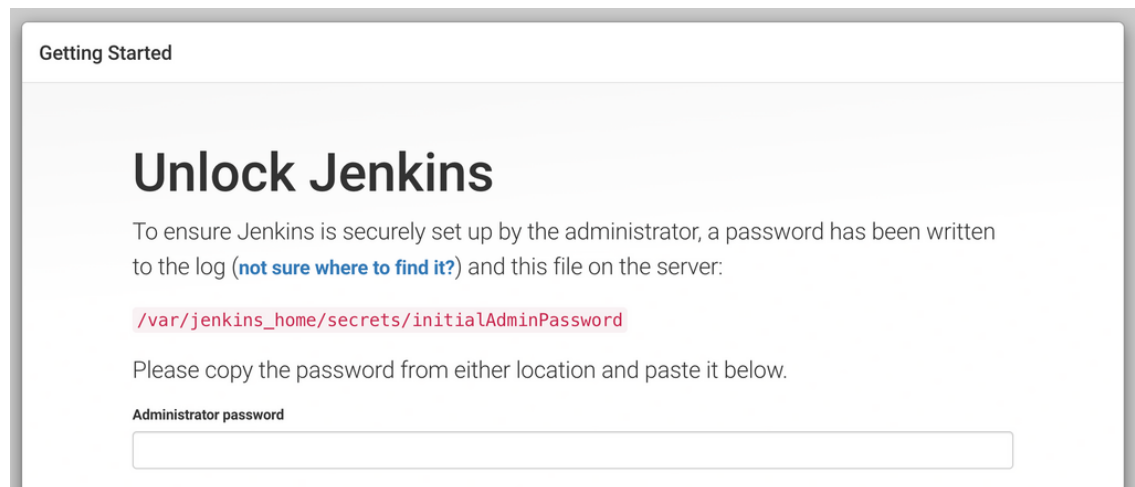 Getting Started
Unlock Jenkins
To ensure Jenkins is securely set up by the administrator, a password has been written
to the log (not sure where to find it?) and this file on the server:
/var/jenkins_home/secrets/initialAdminPassword
Please copy the password from either location and paste it below.
Administrator password